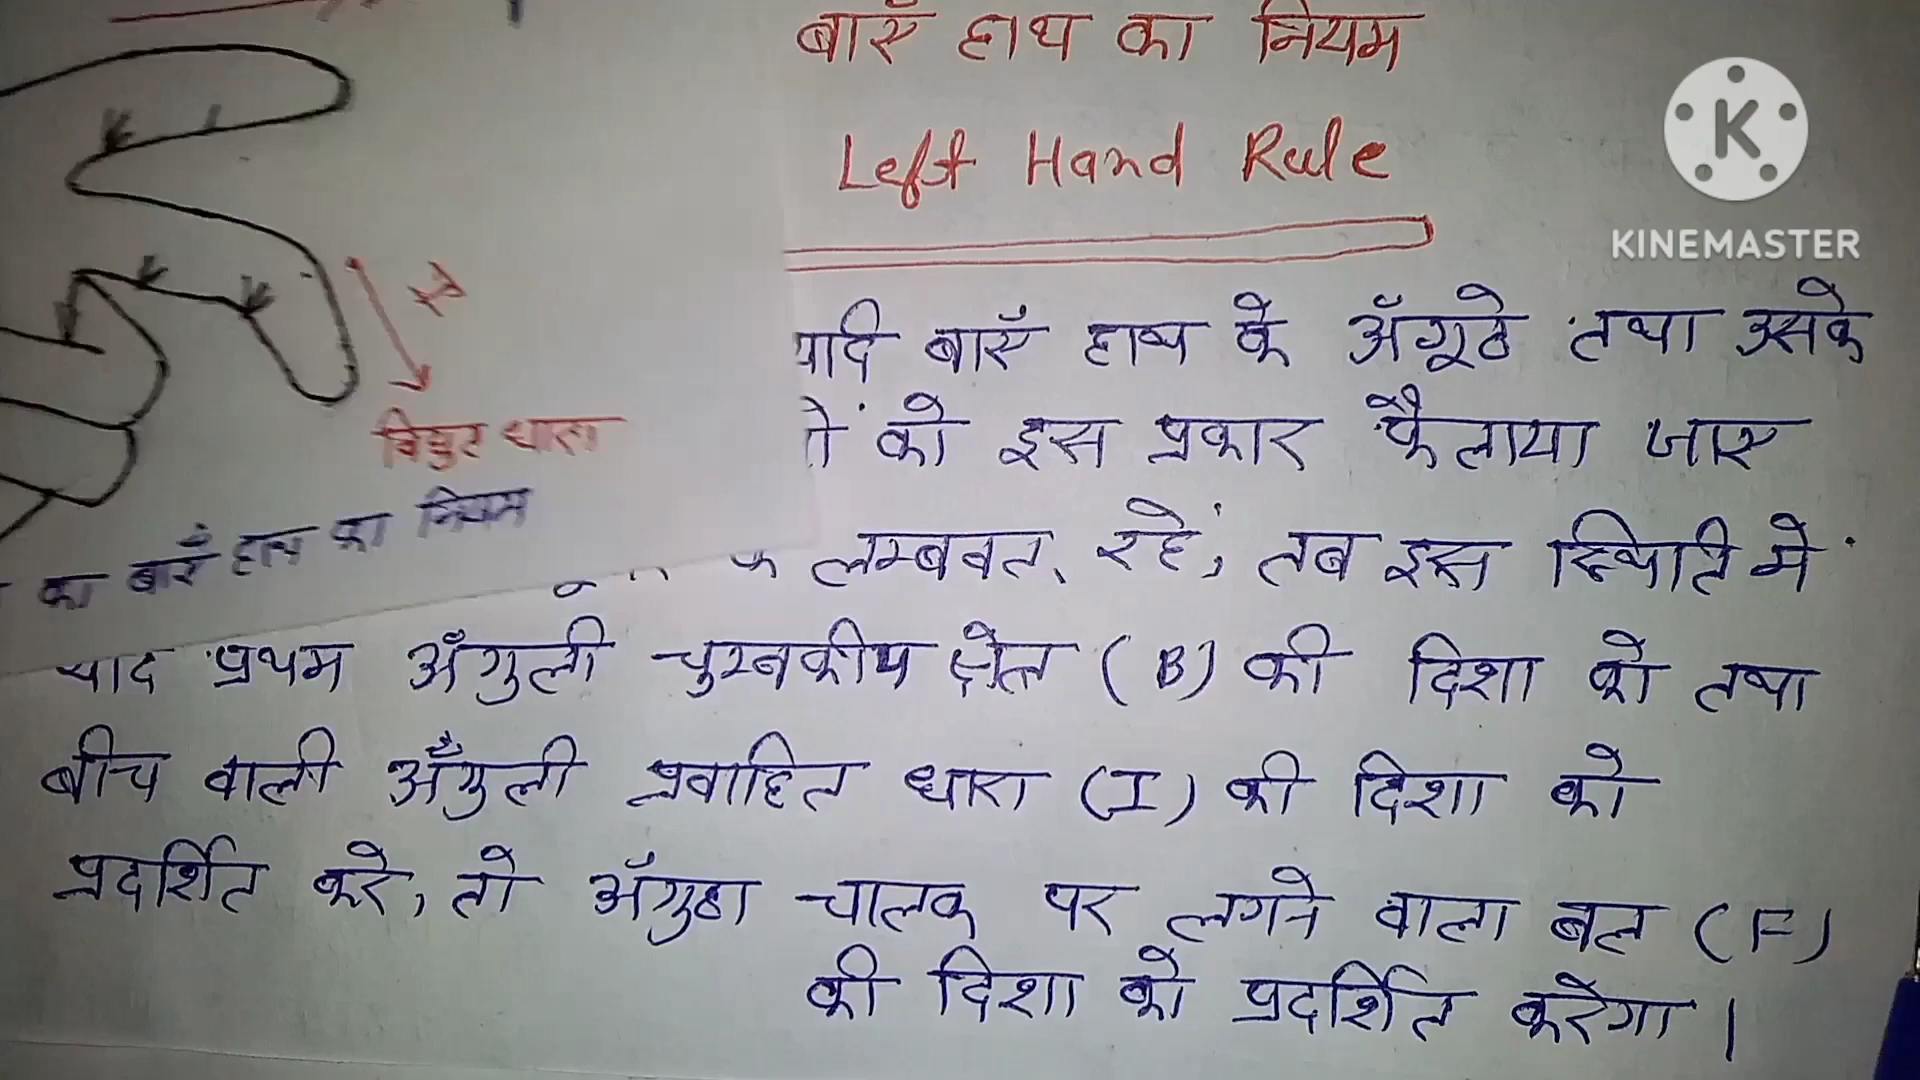 बाएँ हाथ का नियम
Left Hand Rule
KINEMASTER
यदि बाएँ हाथ के अँगूठे तथा उसके
को इस प्रकार फैलाया जाए
विद्युत धारा
का बाएँ हाथ का नियम
लम्बवत् रहें, तब इस स्थिति में
यदि प्रथम अँगुली चुम्बकीय क्षेत्र (B) की दिशा को तथा
बीच वाली अँगुली प्रवाहित धारा (I) की दिशा को
प्रदर्शित करे, तो अँगुठा चालक पर लगने वाला बल (F)
की दिशा को प्रदर्शित करेगा।